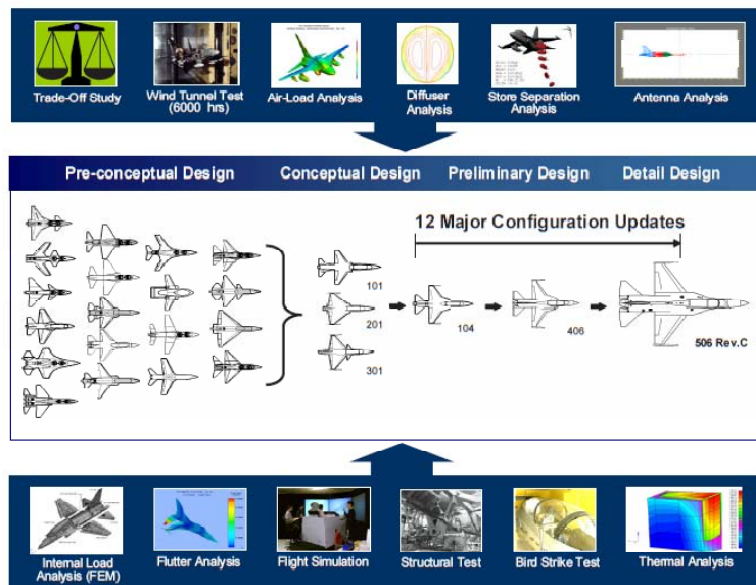 Trade-Off Study
Wind Tunnel Test
(6000 hrs)
Air-Load Analysis
Diffuser
Analysis
Store Separation
Analysis
Antenna Analysis
Pre-conceptual Design
Conceptual Design
Preliminary Design
Detail Design
12 Major Configuration Updates
101
201
301
104
406
506 Rev.C
Internal Load
Analysis (FEM)
Flutter Analysis
Flight Simulation
Structural Test
Bird Strike Test
Thermal Analysis